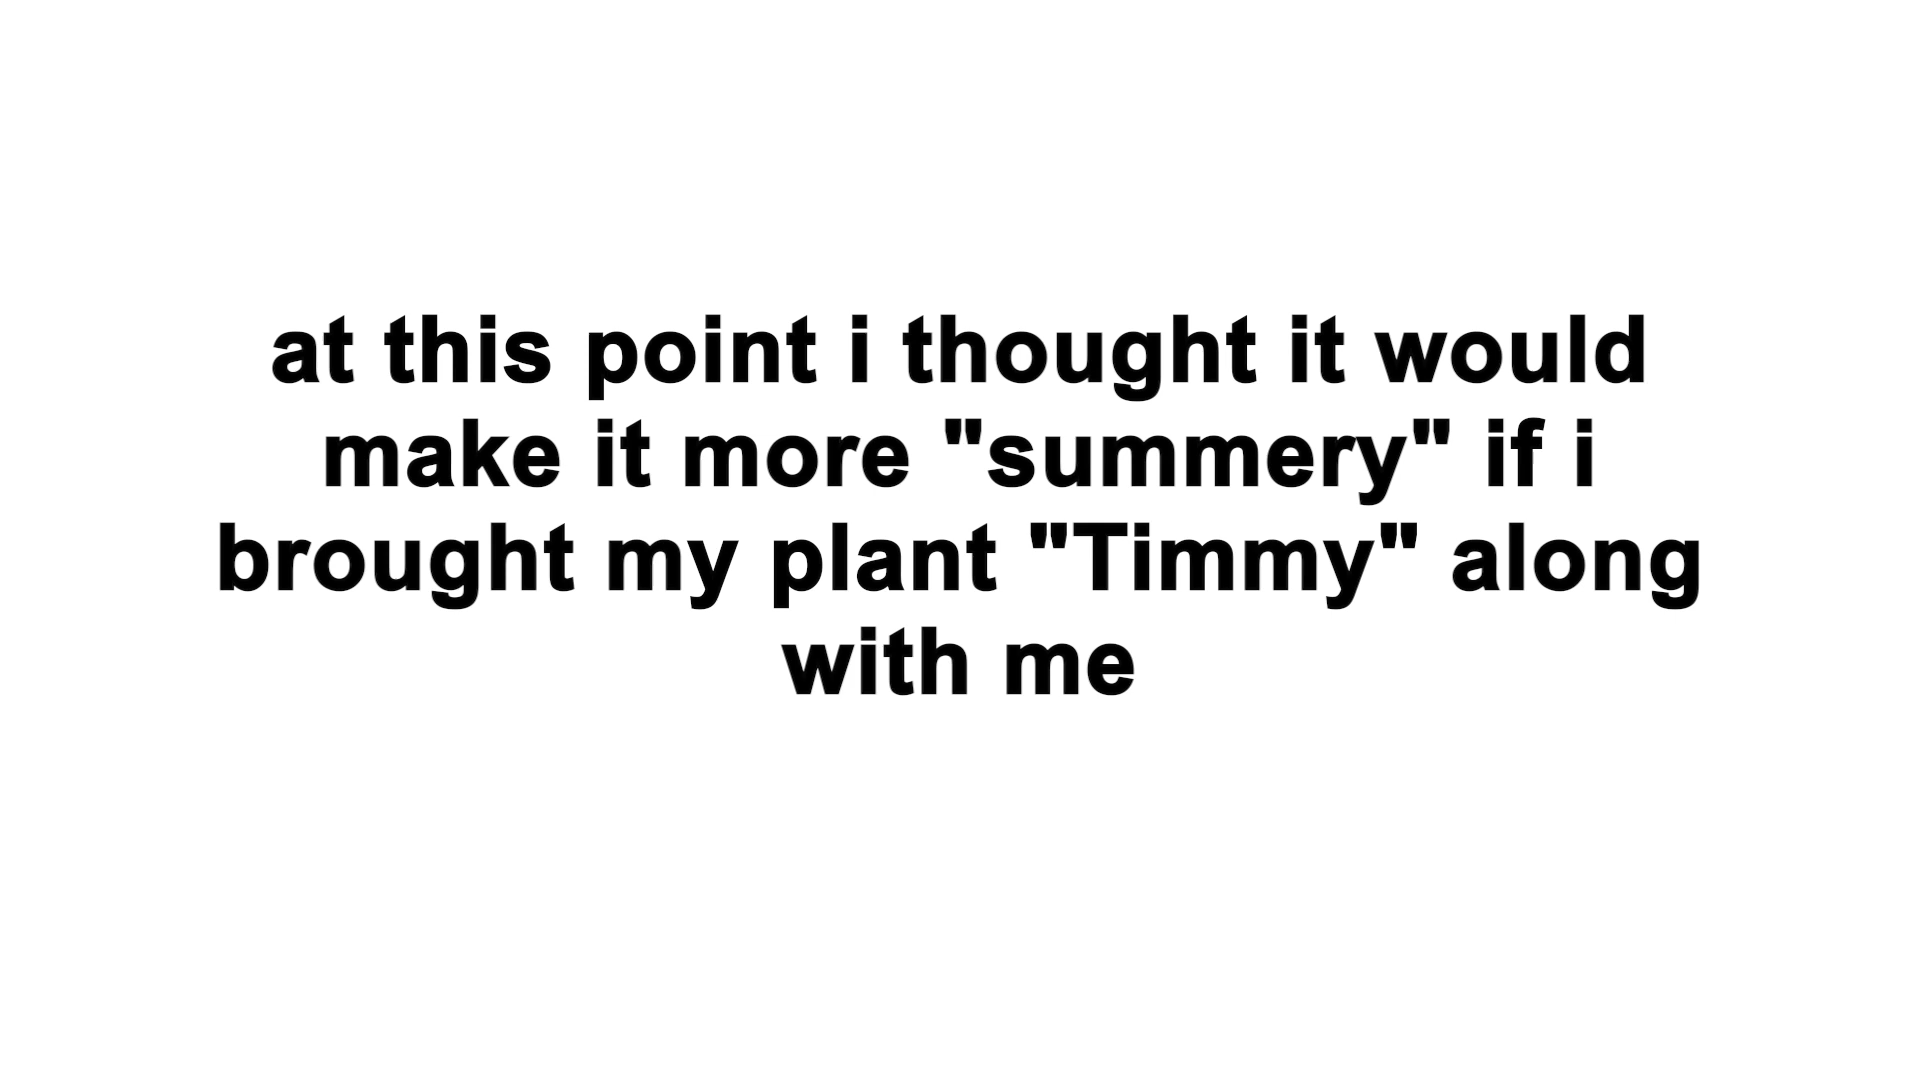 at this point i thought it would
make it more "summery" if i
brought my plant "Timmy" along
with me